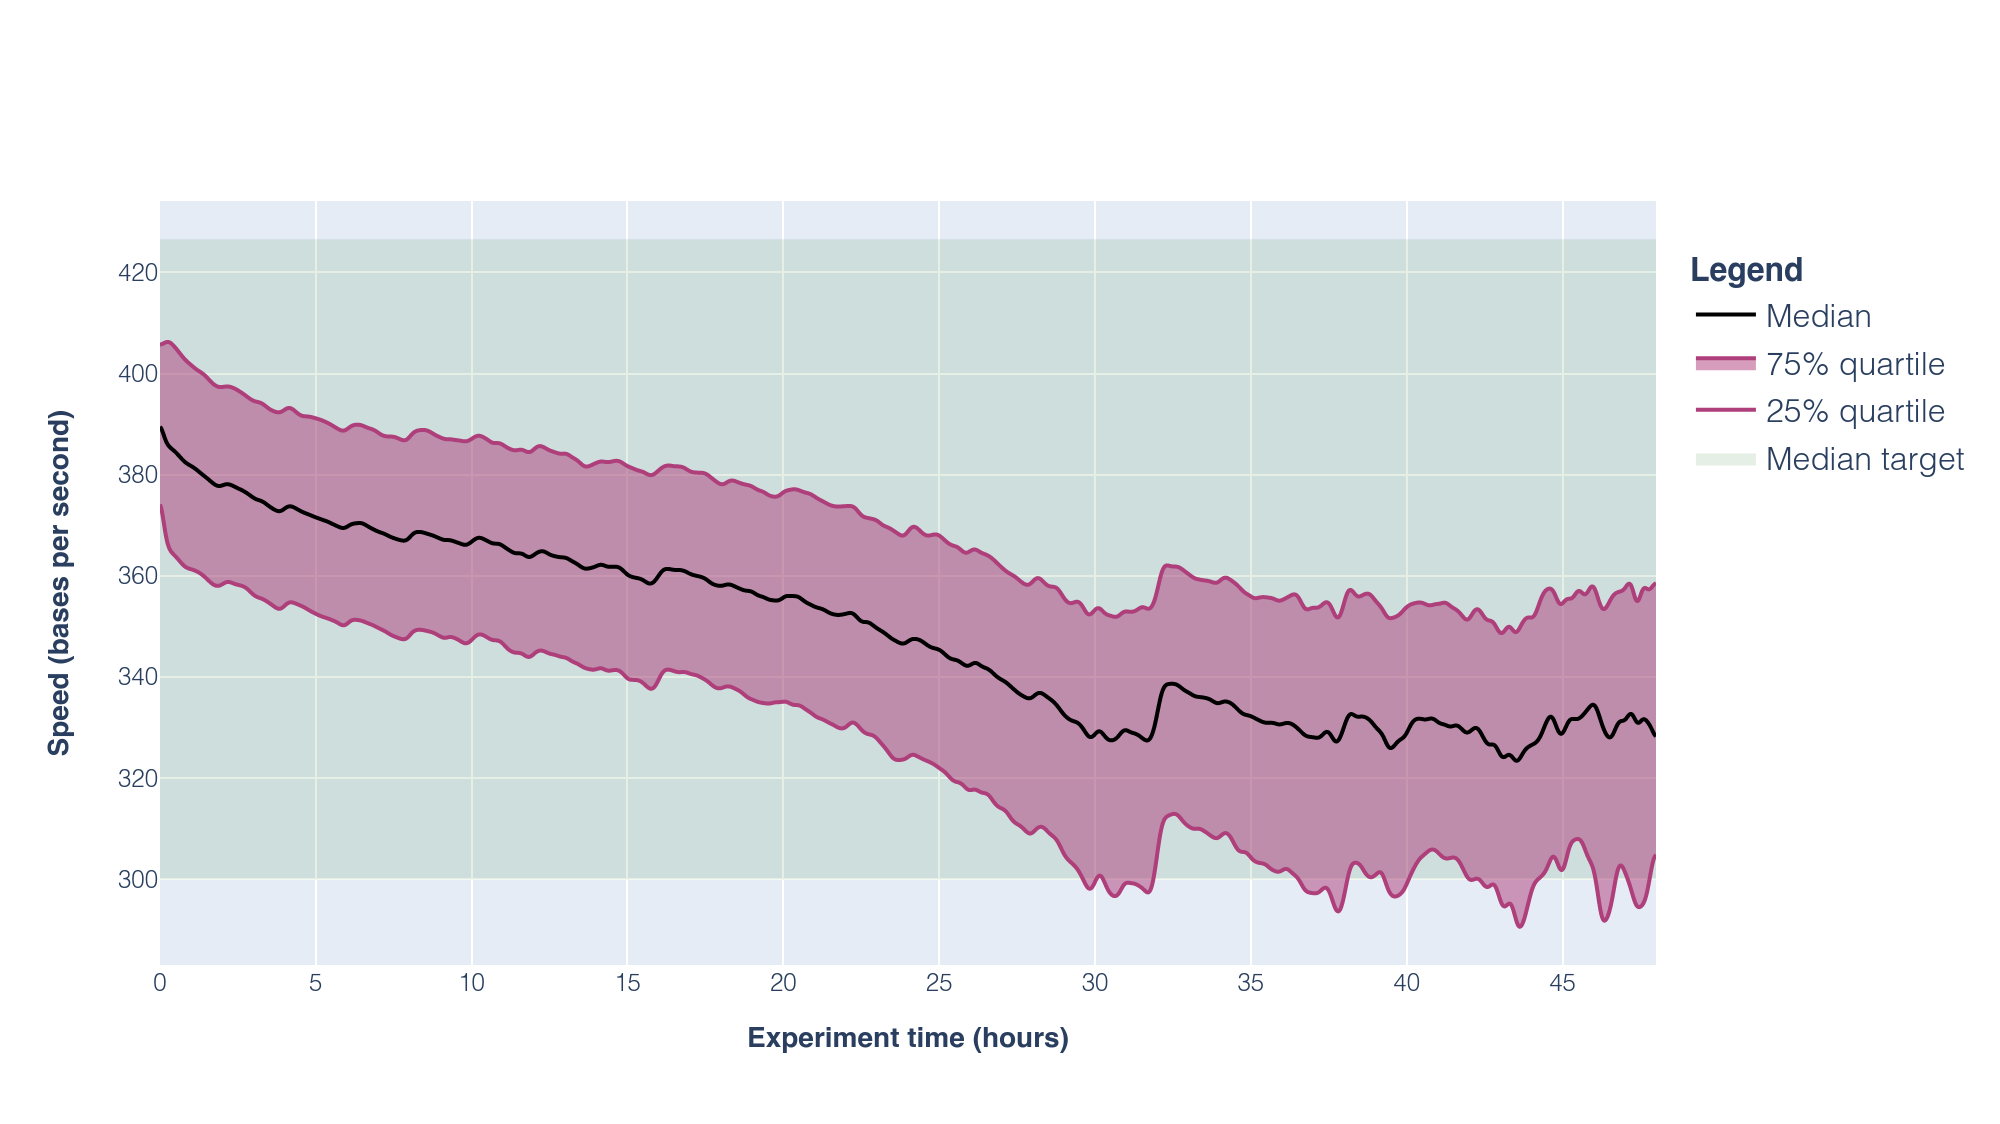 Legend
Median
75% quartile
25% quartile
Median target
Speed (bases per second)
420
400
380
360
340
320
300
0 5 10 15 20 25 30 35 40 45
Experiment time (hours)